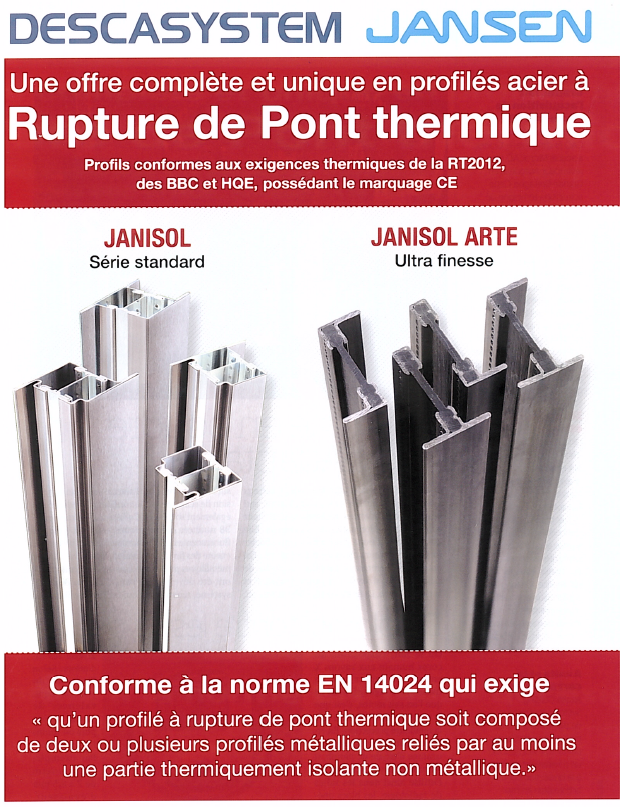 DESCASYSTEM JANSEN
Une offre complète et unique en profilés acier à
Rupture de Pont thermique
Profils conformes aux exigences thermiques de la RT2012,
des BBC et HQE, possédant le marquage CE
JANISOL
Série standard
JANISOL ARTE
Ultra finesse
Conforme à la norme EN 14024 qui exige
« qu'un profilé à rupture de pont thermique soit composé
de deux ou plusieurs profilés métalliques reliés par au moins
une partie thermiquement isolante non métallique.»